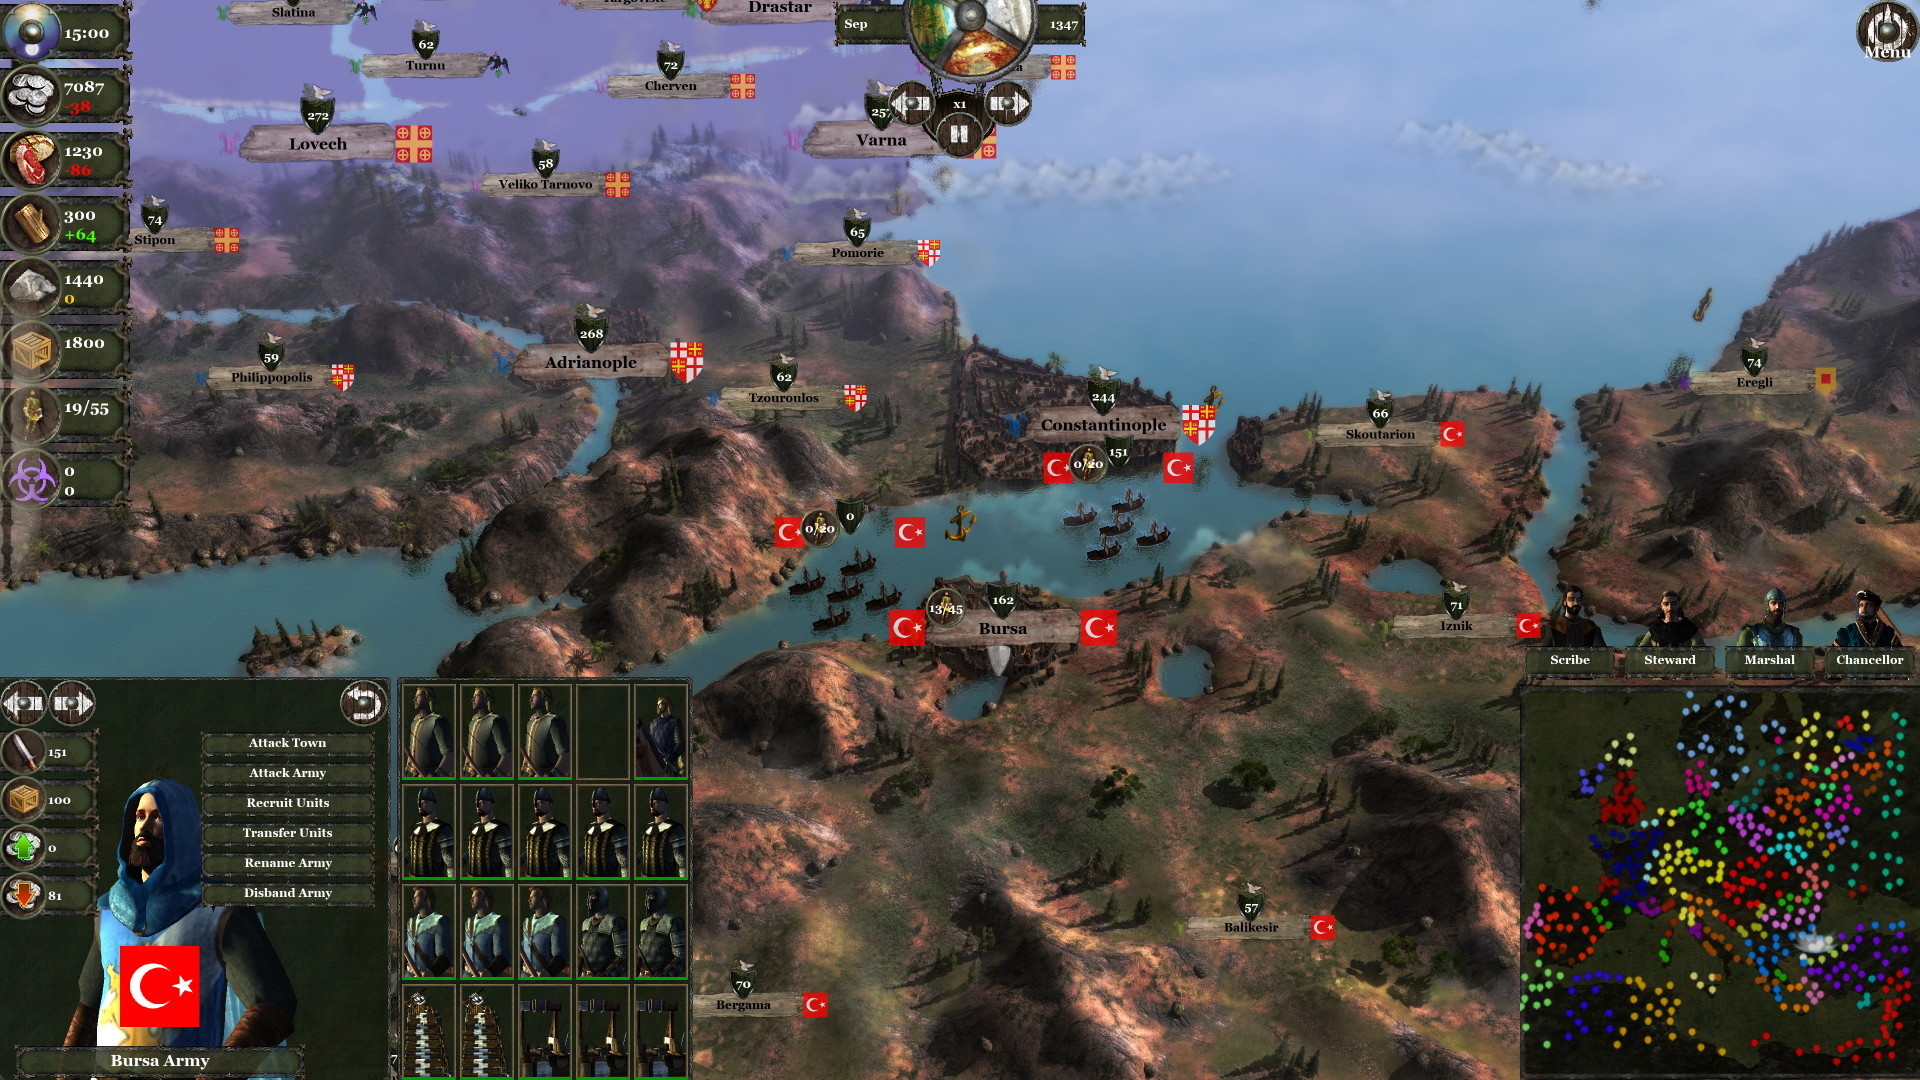 Slatina
Drastar
Sep
1347
Menu
15:00
62
Turnu
72
Cherven
7087
-38
272
Lovech
257
Varna
x1
1230
-86
58
Veliko Tarnovo
300
+64
74
Stipon
65
Pomorie
1440
0
1800
268
Adrianople
59
Philippopolis
62
Tzouroulos
244
Constantinople
0/20
151
66
Skoutarion
74
Eregli
19/55
0
0
0/20
0
13/45
162
Bursa
71
Iznik
Scribe
Steward
Marshal
Chancellor
151
100
0
81
Attack Town
Attack Army
Recruit Units
Transfer Units
Rename Army
Disband Army
Bursa Army
57
Balikesir
70
Bergama